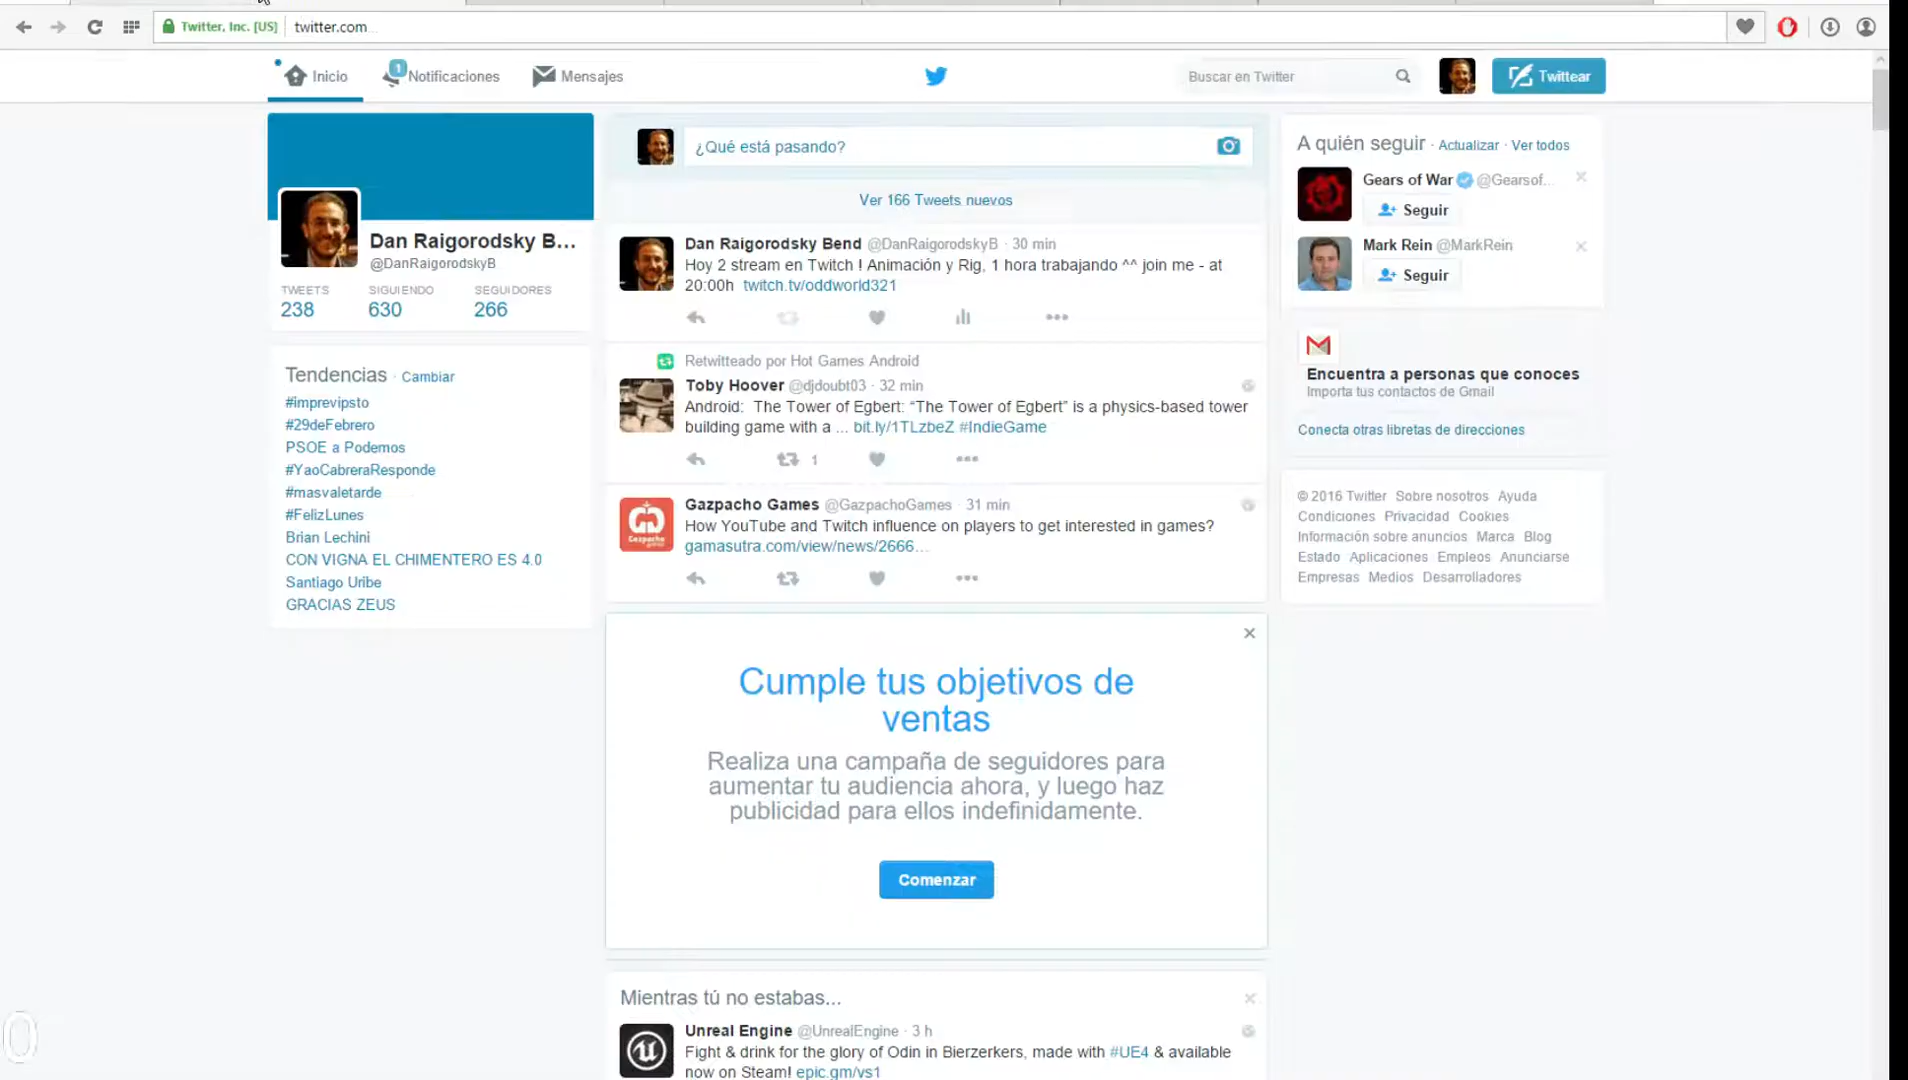 Twitter, Inc. [US] twitter.com
Inicio 1 Notificaciones Mensajes Buscar en Twitter Twittear
Dan Raigorodsky B...
@DanRaigorodskyB
TWEETS SIGUIENDO SEGUIDORES
238 630 266
Tendencias · Cambiar
#imprevipsto
#29deFebrero
PSOE a Podemos
#YaoCabreraResponde
#masvaletarde
#FelizLunes
Brian Lechini
CON VIGNA EL CHIMENTERO ES 4.0
Santiago Uribe
GRACIAS ZEUS
¿Qué está pasando?
Ver 166 Tweets nuevos
Dan Raigorodsky Bend @DanRaigorodskyB · 30 min
Hoy 2 stream en Twitch ! Animación y Rig, 1 hora trabajando ^^ join me - at
20:00h twitch.tv/oddworld321
Retwitteado por Hot Games Android
Toby Hoover @djdoubt03 · 32 min
Android: The Tower of Egbert: “The Tower of Egbert” is a physics-based tower
building game with a ... bit.ly/1TLzbeZ #IndieGame
1
Gazpacho Games @GazpachoGames · 31 min
How YouTube and Twitch influence on players to get interested in games?
gamasutra.com/view/news/2666...
Gazpacho
Cumple tus objetivos de
ventas
Realiza una campaña de seguidores para
aumentar tu audiencia ahora, y luego haz
publicidad para ellos indefinidamente.
Comenzar
Mientras tú no estabas...
Unreal Engine @UnrealEngine · 3 h
Fight & drink for the glory of Odin in Bierzerkers, made with #UE4 & available
now on Steam! epic.gm/vs1
A quién seguir · Actualizar · Ver todos
Gears of War @Gearsof...
Seguir
Mark Rein @MarkRein
Seguir
Encuentra a personas que conoces
Importa tus contactos de Gmail
Conecta otras libretas de direcciones
© 2016 Twitter Sobre nosotros Ayuda
Condiciones Privacidad Cookies
Información sobre anuncios Marca Blog
Estado Aplicaciones Empleos Anunciarse
Empresas Medios Desarrolladores
0